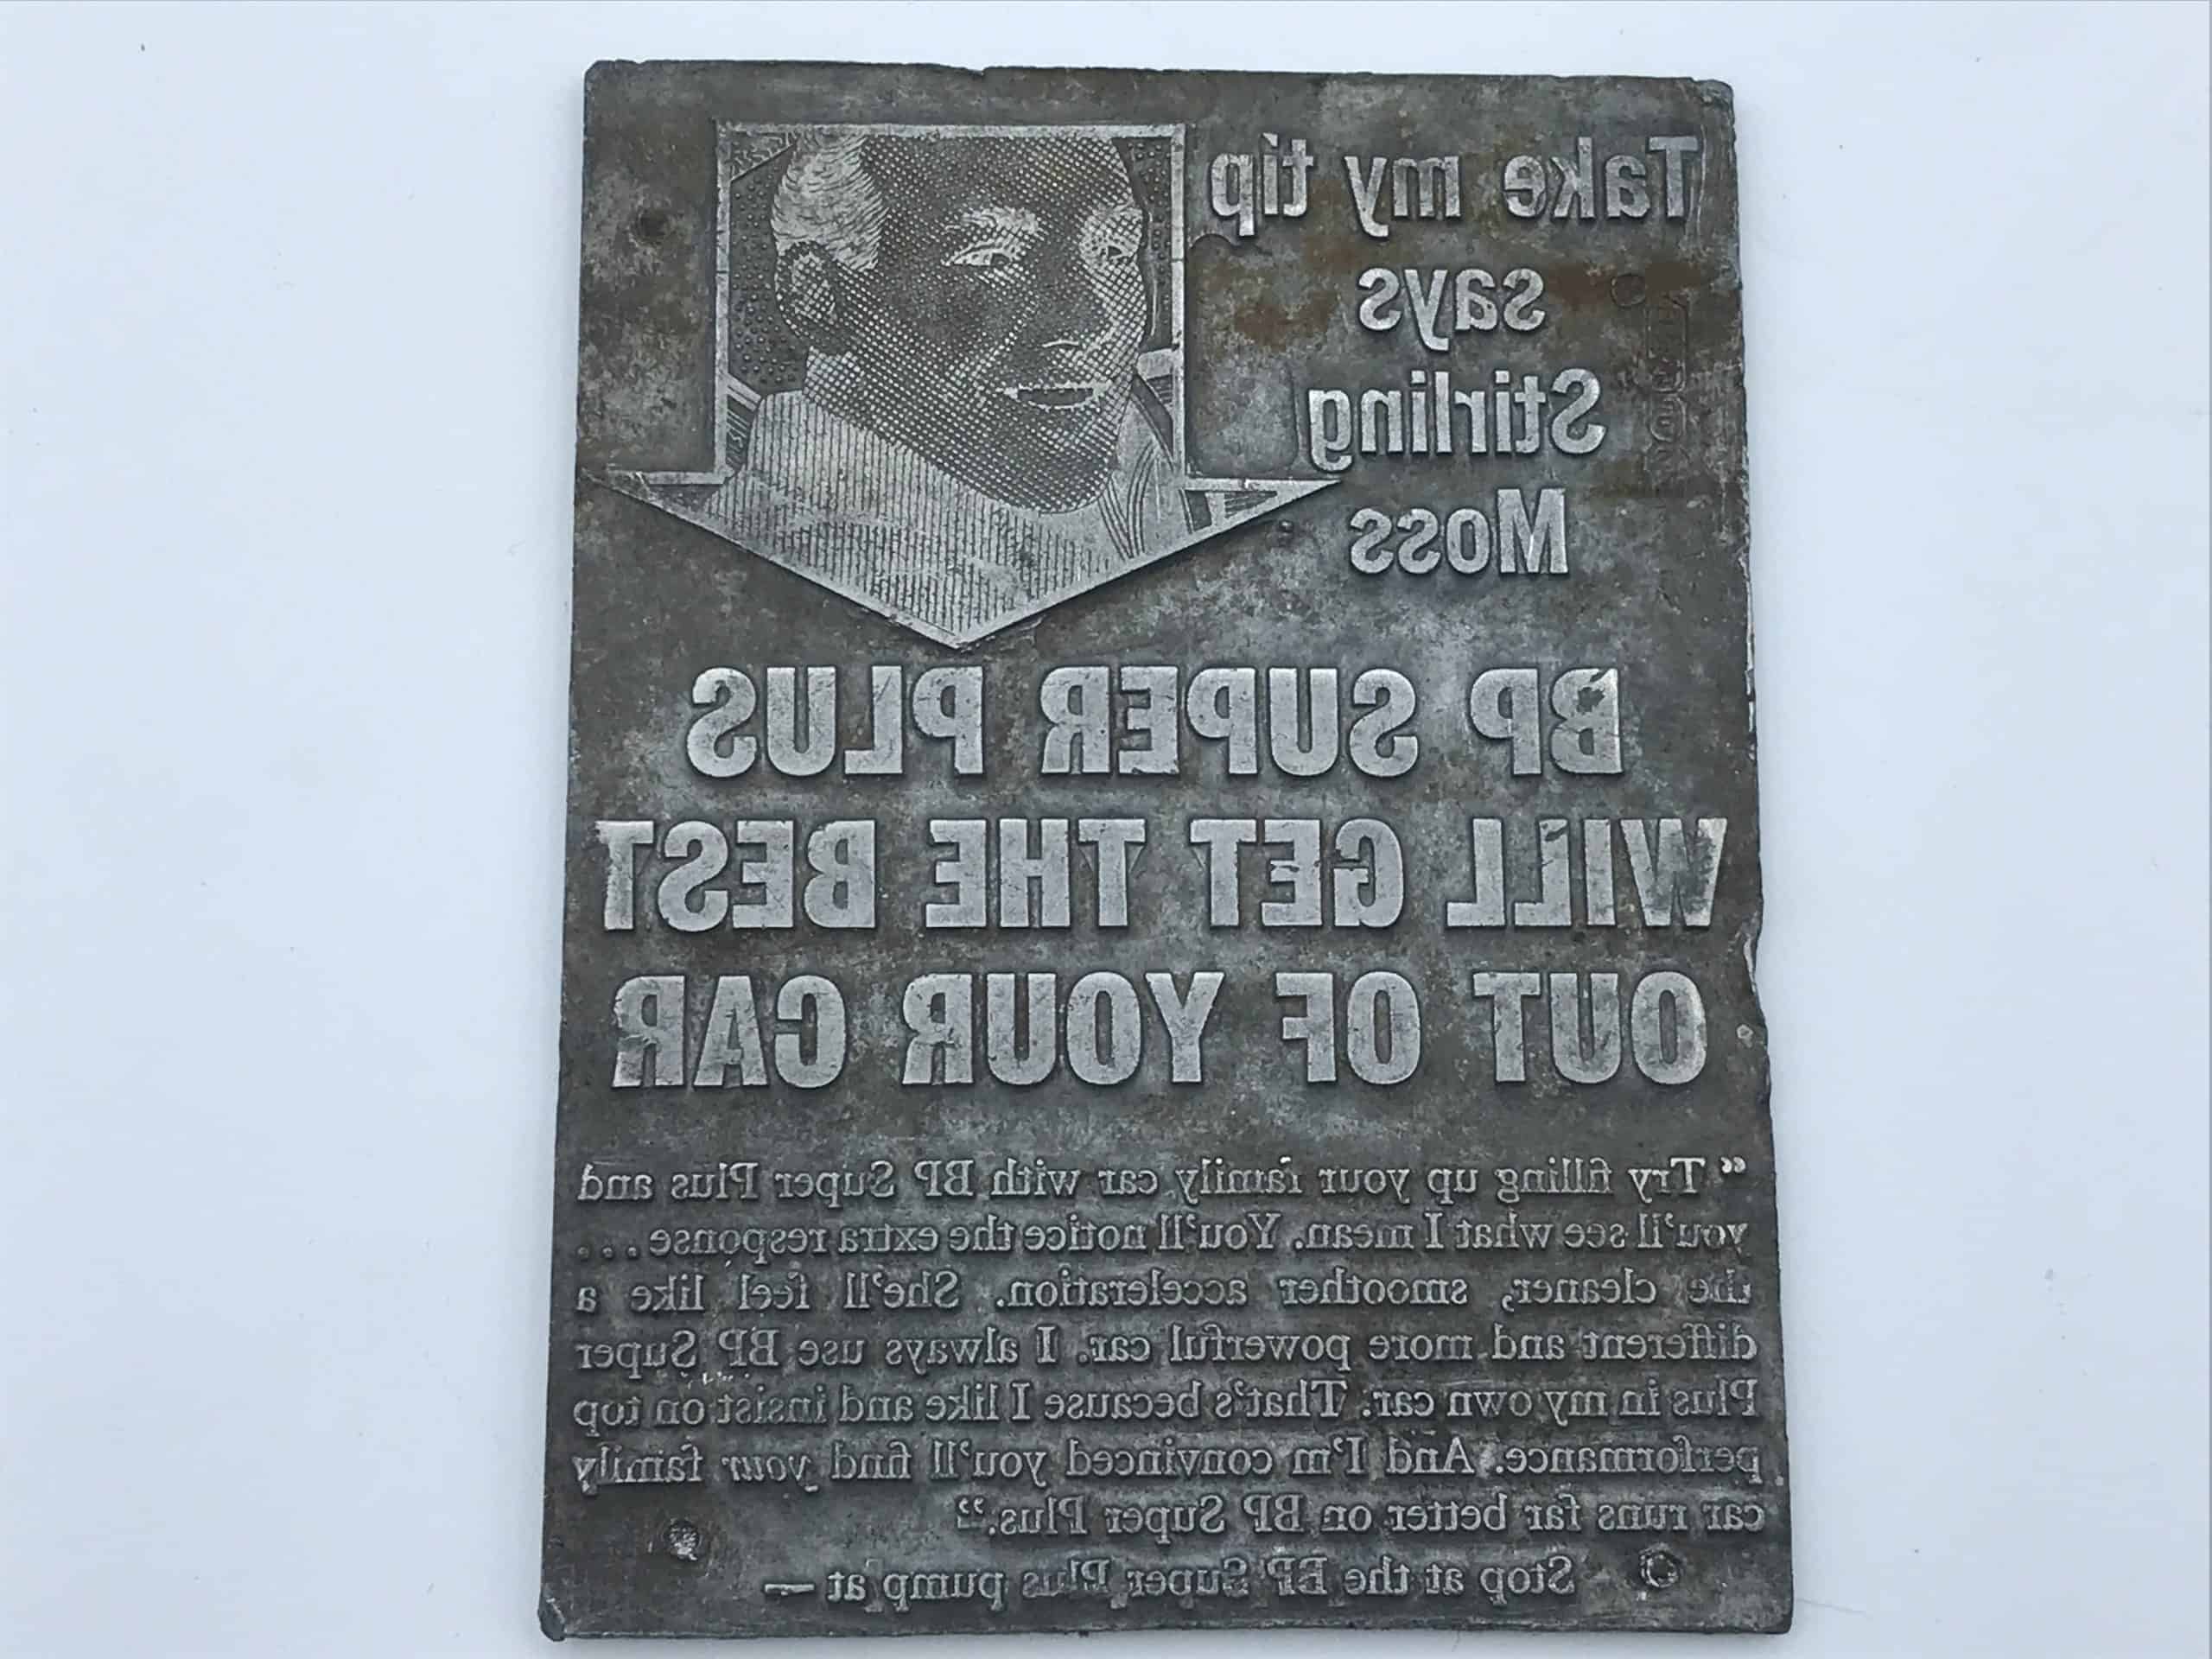 Take my tip
says
Stirling
Moss
BP SUPER PLUS
WILL GET THE BEST
OUT OF YOUR CAR
“Try filling up your family car with BP Super Plus and
you'll see what I mean. You'll notice the extra response ...
the cleaner, smoother acceleration. She'll feel like a
different and more powerful car. I always use BP Super
Plus in my own car. That's because I like and insist on top
performance. And I'm convinced you'll find your family
car runs far better on BP Super Plus.”
Stop at the BP Super Plus pump at —